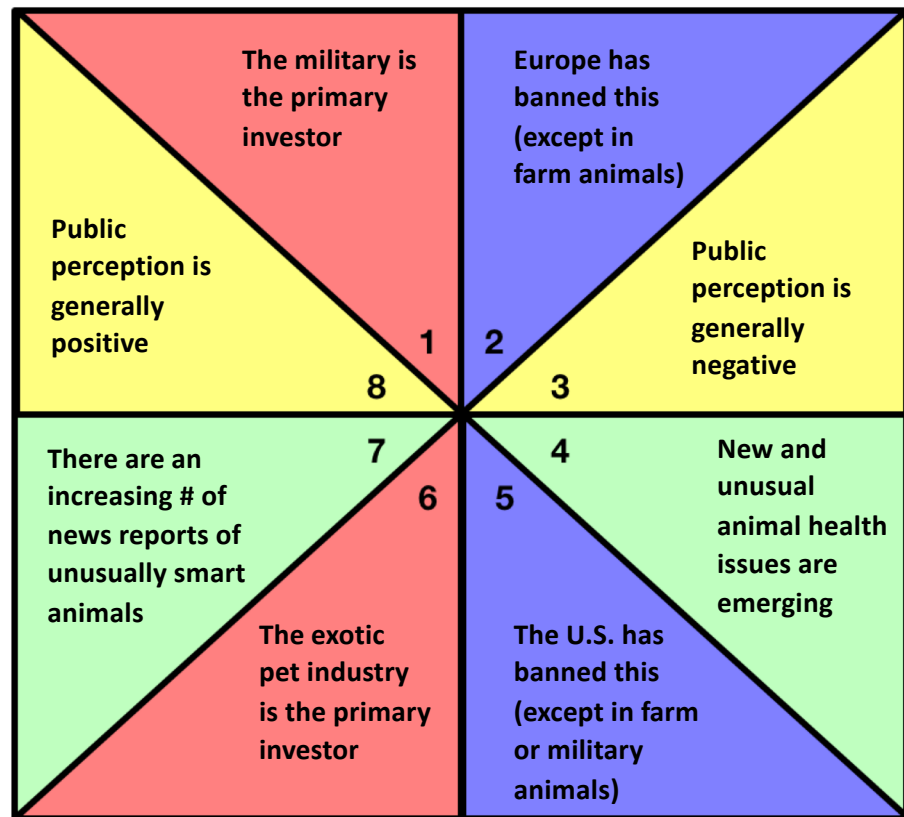 The military is
the primary
investor
1
Europe has
banned this
(except in
farm animals)
2
Public
perception is
generally
negative
3
New and
unusual
animal health
issues are
emerging
4
The U.S. has
banned this
(except in farm
or military
animals)
5
The exotic
pet industry
is the primary
investor
6
There are an
increasing # of
news reports of
unusually smart
animals
7
Public
perception is
generally
positive
8